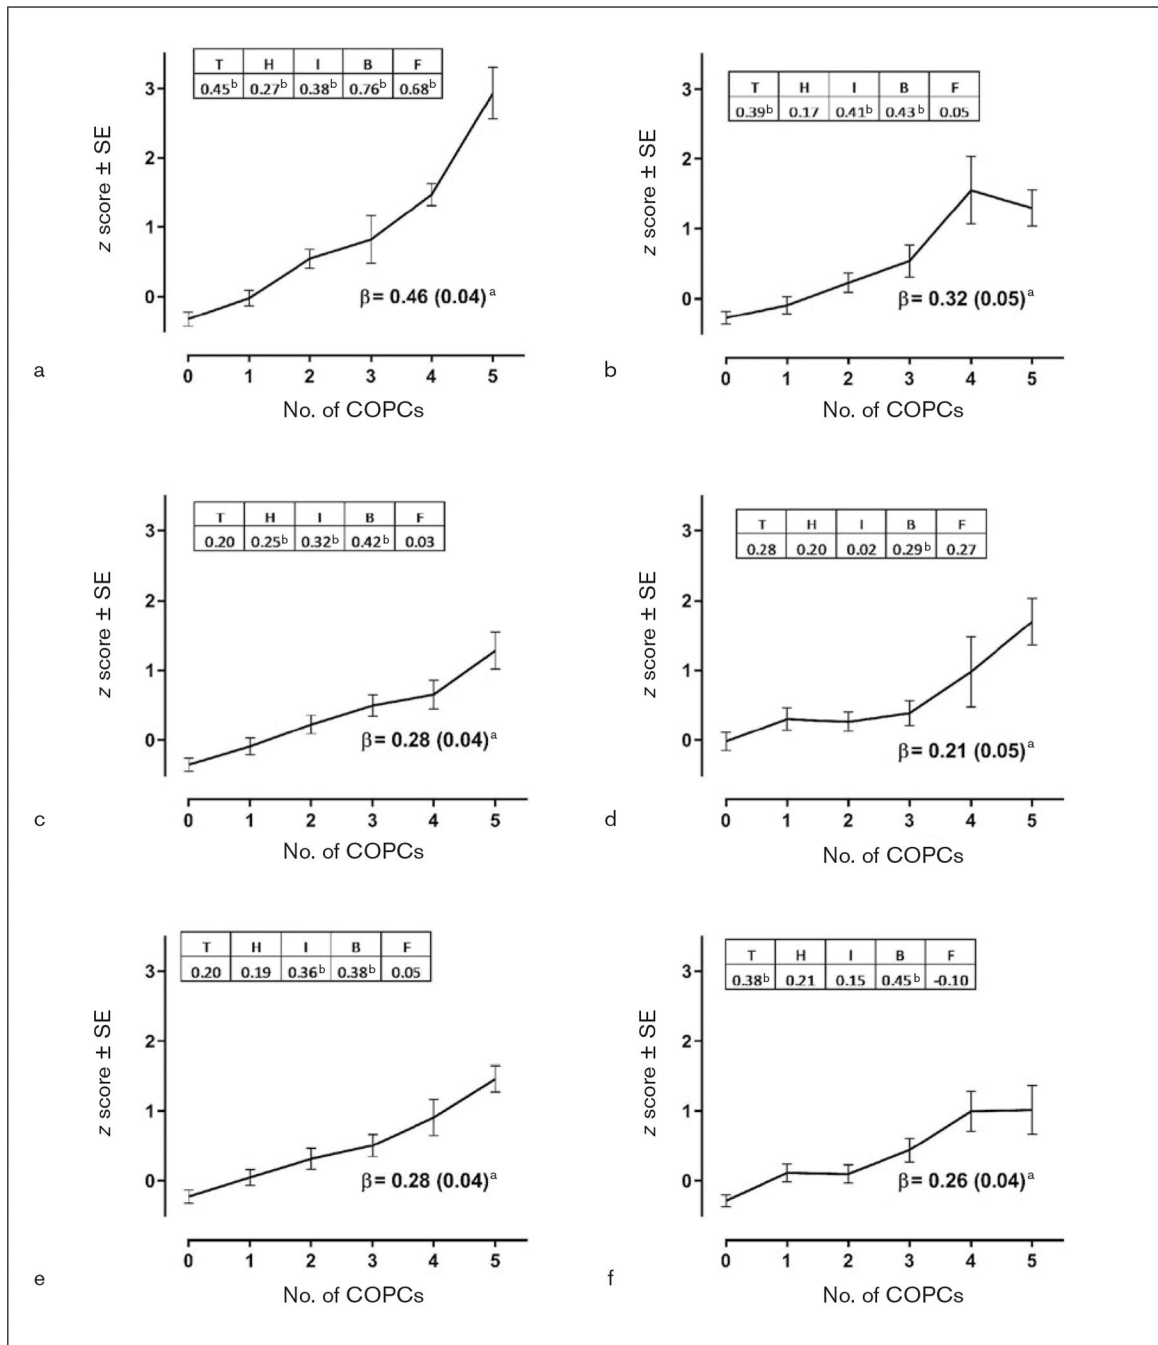 T H I B F
0.45b 0.27b 0.38b 0.76b 0.68b
3
2
1
0
z score ± SE
β= 0.46 (0.04)a
0 1 2 3 4 5
No. of COPCs
a
T H I B F
0.39b 0.17 0.41b 0.43b 0.05
3
2
1
0
z score ± SE
β= 0.32 (0.05)a
0 1 2 3 4 5
No. of COPCs
b
T H I B F
0.20 0.25b 0.32b 0.42b 0.03
3
2
1
0
z score ± SE
β= 0.28 (0.04)a
0 1 2 3 4 5
No. of COPCs
c
T H I B F
0.28 0.20 0.02 0.29b 0.27
3
2
1
0
z score ± SE
β= 0.21 (0.05)a
0 1 2 3 4 5
No. of COPCs
d
T H I B F
0.20 0.19 0.36b 0.38b 0.05
3
2
1
0
z score ± SE
β= 0.28 (0.04)a
0 1 2 3 4 5
No. of COPCs
e
T H I B F
0.38b 0.21 0.15 0.45b -0.10
3
2
1
0
z score ± SE
β= 0.26 (0.04)a
0 1 2 3 4 5
No. of COPCs
f